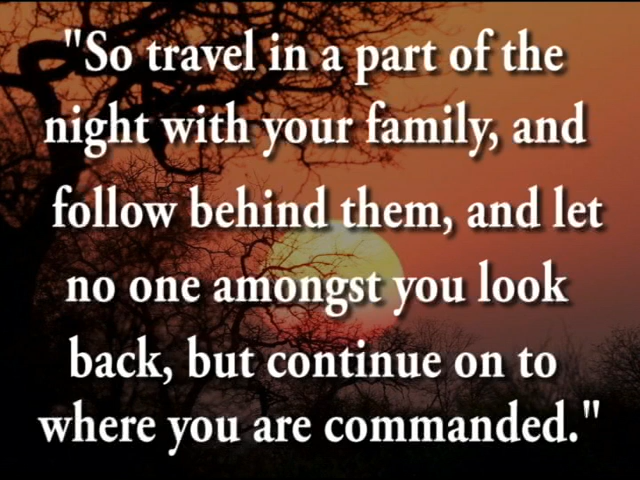 "So travel in a part of the
night with your family, and
follow behind them, and let
no one amongst you look
back, but continue on to
where you are commanded."